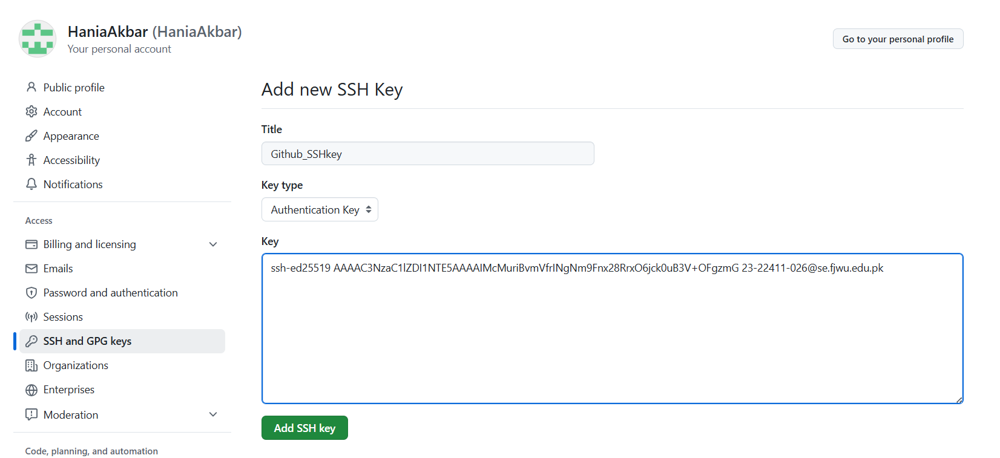 HaniaAkbar (HaniaAkbar)
Your personal account
Go to your personal profile
Public profile
Account
Appearance
Accessibility
Notifications
Access
Billing and licensing
Emails
Password and authentication
Sessions
SSH and GPG keys
Organizations
Enterprises
Moderation
Code, planning, and automation
Add new SSH Key
Title
Github_SSHkey
Key type
Authentication Key
Key
ssh-ed25519 AAAAC3NzaC1lZDI1NTE5AAAAIMcMuriBvmVfrINgNm9Fnx28RrxO6jck0uB3V+OFgzmG 23-22411-026@se.fjwu.edu.pk
Add SSH key